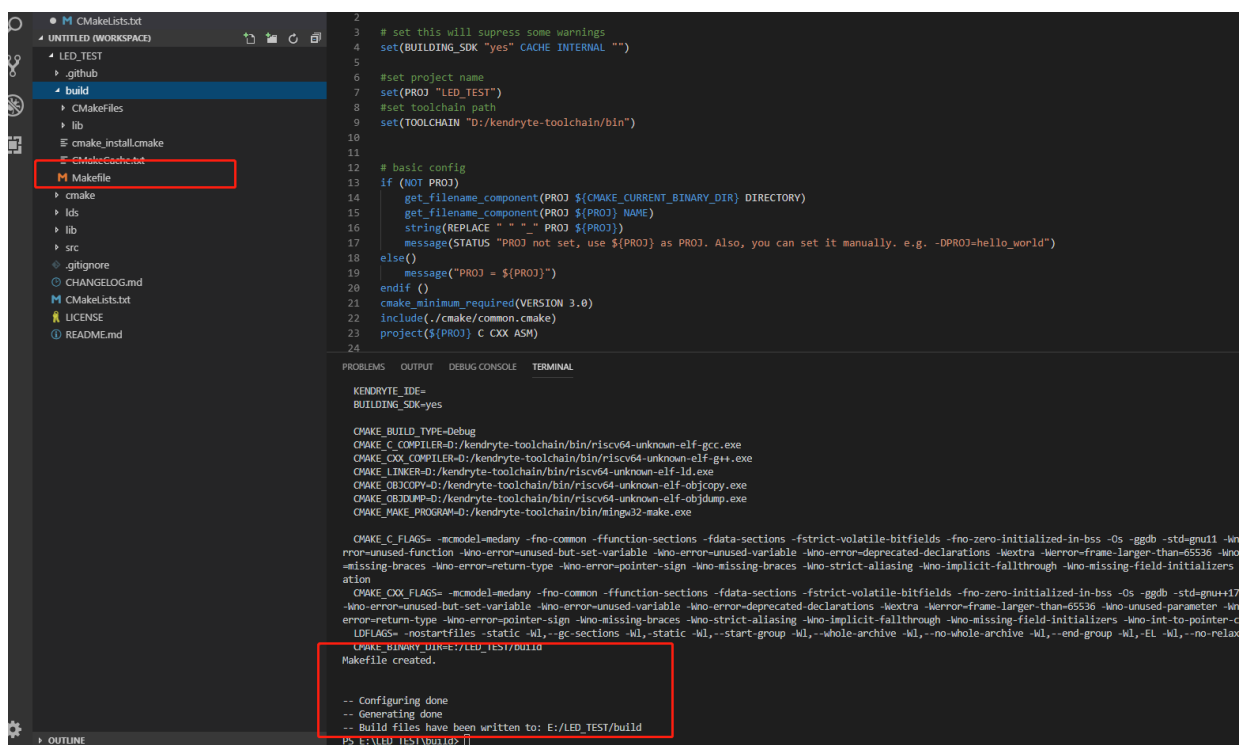 M CMakeLists.txt
UNTITLED (WORKSPACE)
LED_TEST
.github
build
CMakeFiles
lib
cmake_install.cmake
CMakeCache.txt
M Makefile
cmake
lds
lib
src
.gitignore
CHANGELOG.md
M CMakeLists.txt
LICENSE
README.md
OUTLINE
2
3 # set this will supress some warnings
4 set(BUILDING_SDK "yes" CACHE INTERNAL "")
5
6 #set project name
7 set(PROJ "LED_TEST")
8 #set toolchain path
9 set(TOOLCHAIN "D:/kendryte-toolchain/bin")
10
11
12 # basic config
13 if (NOT PROJ)
14 get_filename_component(PROJ ${CMAKE_CURRENT_BINARY_DIR} DIRECTORY)
15 get_filename_component(PROJ ${PROJ} NAME)
16 string(REPLACE " " "_" PROJ ${PROJ})
17 message(STATUS "PROJ not set, use ${PROJ} as PROJ. Also, you can set it manually. e.g. -DPROJ=hello_world")
18 else()
19 message("PROJ = ${PROJ}")
20 endif ()
21 cmake_minimum_required(VERSION 3.0)
22 include(./cmake/common.cmake)
23 project(${PROJ} C CXX ASM)
24
PROBLEMS OUTPUT DEBUG CONSOLE TERMINAL
KENDRYTE_IDE=
BUILDING_SDK=yes
CMAKE_BUILD_TYPE=Debug
CMAKE_C_COMPILER=D:/kendryte-toolchain/bin/riscv64-unknown-elf-gcc.exe
CMAKE_CXX_COMPILER=D:/kendryte-toolchain/bin/riscv64-unknown-elf-g++.exe
CMAKE_LINKER=D:/kendryte-toolchain/bin/riscv64-unknown-elf-ld.exe
CMAKE_OBJCOPY=D:/kendryte-toolchain/bin/riscv64-unknown-elf-objcopy.exe
CMAKE_OBJDUMP=D:/kendryte-toolchain/bin/riscv64-unknown-elf-objdump.exe
CMAKE_MAKE_PROGRAM=D:/kendryte-toolchain/bin/mingw32-make.exe
CMAKE_C_FLAGS= -mcmodel=medany -fno-common -ffunction-sections -fdata-sections -fstrict-volatile-bitfields -fno-zero-initialized-in-bss -Os -ggdb -std=gnu11 -Wn
rror=unused-function -Wno-error=unused-but-set-variable -Wno-error=unused-variable -Wno-error=deprecated-declarations -Wextra -Werror=frame-larger-than=65536 -Wno
=missing-braces -Wno-error=return-type -Wno-error=pointer-sign -Wno-missing-braces -Wno-strict-aliasing -Wno-implicit-fallthrough -Wno-missing-field-initializers
ation
CMAKE_CXX_FLAGS= -mcmodel=medany -fno-common -ffunction-sections -fdata-sections -fstrict-volatile-bitfields -fno-zero-initialized-in-bss -Os -ggdb -std=gnu++17
-Wno-error=unused-but-set-variable -Wno-error=unused-variable -Wno-error=deprecated-declarations -Wextra -Werror=frame-larger-than=65536 -Wno-unused-parameter -Wn
error=return-type -Wno-error=pointer-sign -Wno-missing-braces -Wno-strict-aliasing -Wno-implicit-fallthrough -Wno-missing-field-initializers -Wno-int-to-pointer-c
LDFLAGS= -nostartfiles -static -Wl,--gc-sections -Wl,-static -Wl,--start-group -Wl,--whole-archive -Wl,--no-whole-archive -Wl,--end-group -Wl,-EL -Wl,--no-relax
CMAKE_BINARY_DIR=E:/LED_TEST/build
Makefile created.
-- Configuring done
-- Generating done
-- Build files have been written to: E:/LED_TEST/build
PS E:\LED_TEST\build>